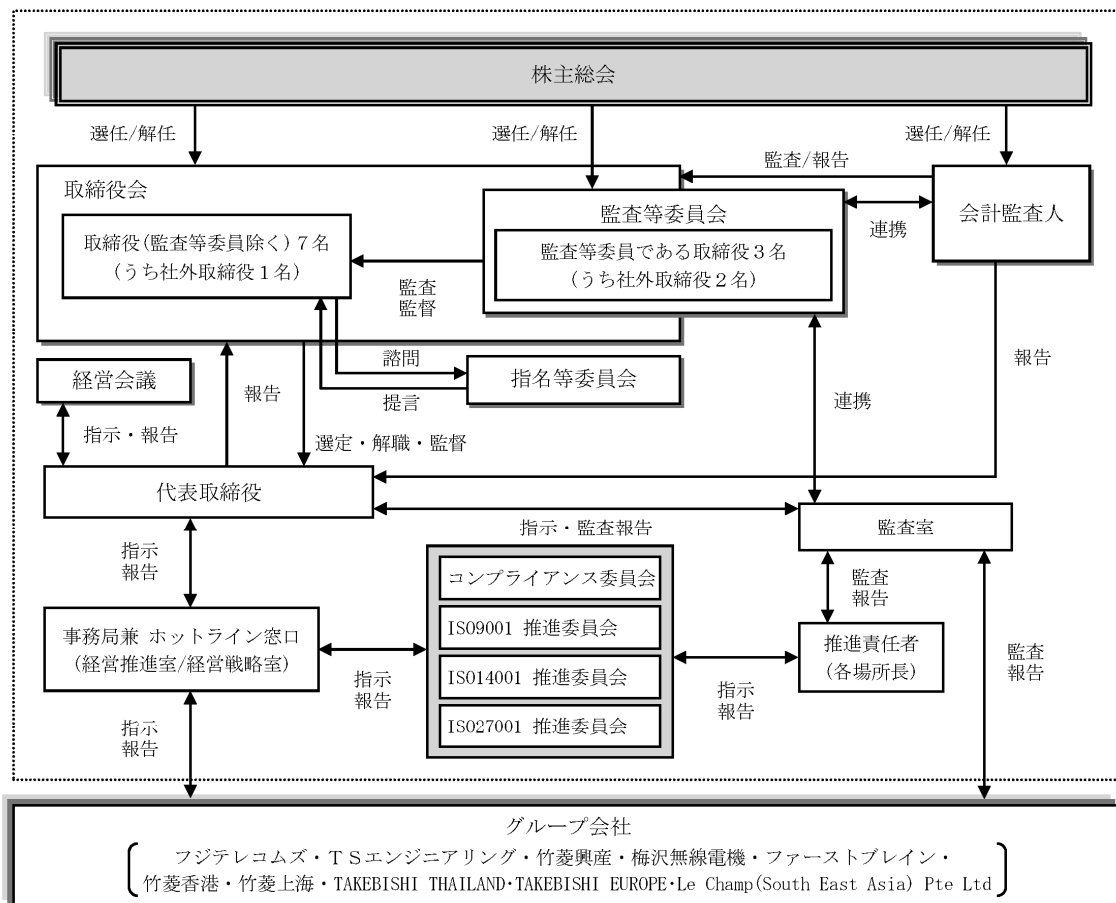 株主総会
選任/解任
選任/解任
選任/解任
取締役会
監査/報告
監査等委員会
会計監査人
取締役(監査等委員除く)7名
(うち社外取締役1名)
監査等委員である取締役3名
(うち社外取締役2名)
連携
監査
監督
諮問
提言
指名等委員会
経営会議
報告
報告
連携
指示・報告
選定・解職・監督
代表取締役
指示・監査報告
監査室
指示
報告
コンプライアンス委員会
ISO9001 推進委員会
ISO14001 推進委員会
ISO27001 推進委員会
監査
報告
事務局兼 ホットライン窓口
(経営推進室/経営戦略室)
推進責任者
(各場所長)
指示
報告
指示
報告
監査
報告
指示
報告
グループ会社
フジテレコムズ・TSエンジニアリング・竹菱興産・梅沢無線電機・ファーストブレイン・
竹菱香港・竹菱上海・TAKEBISHI THAILAND・TAKEBISHI EUROPE・Le Champ(South East Asia) Pte Ltd